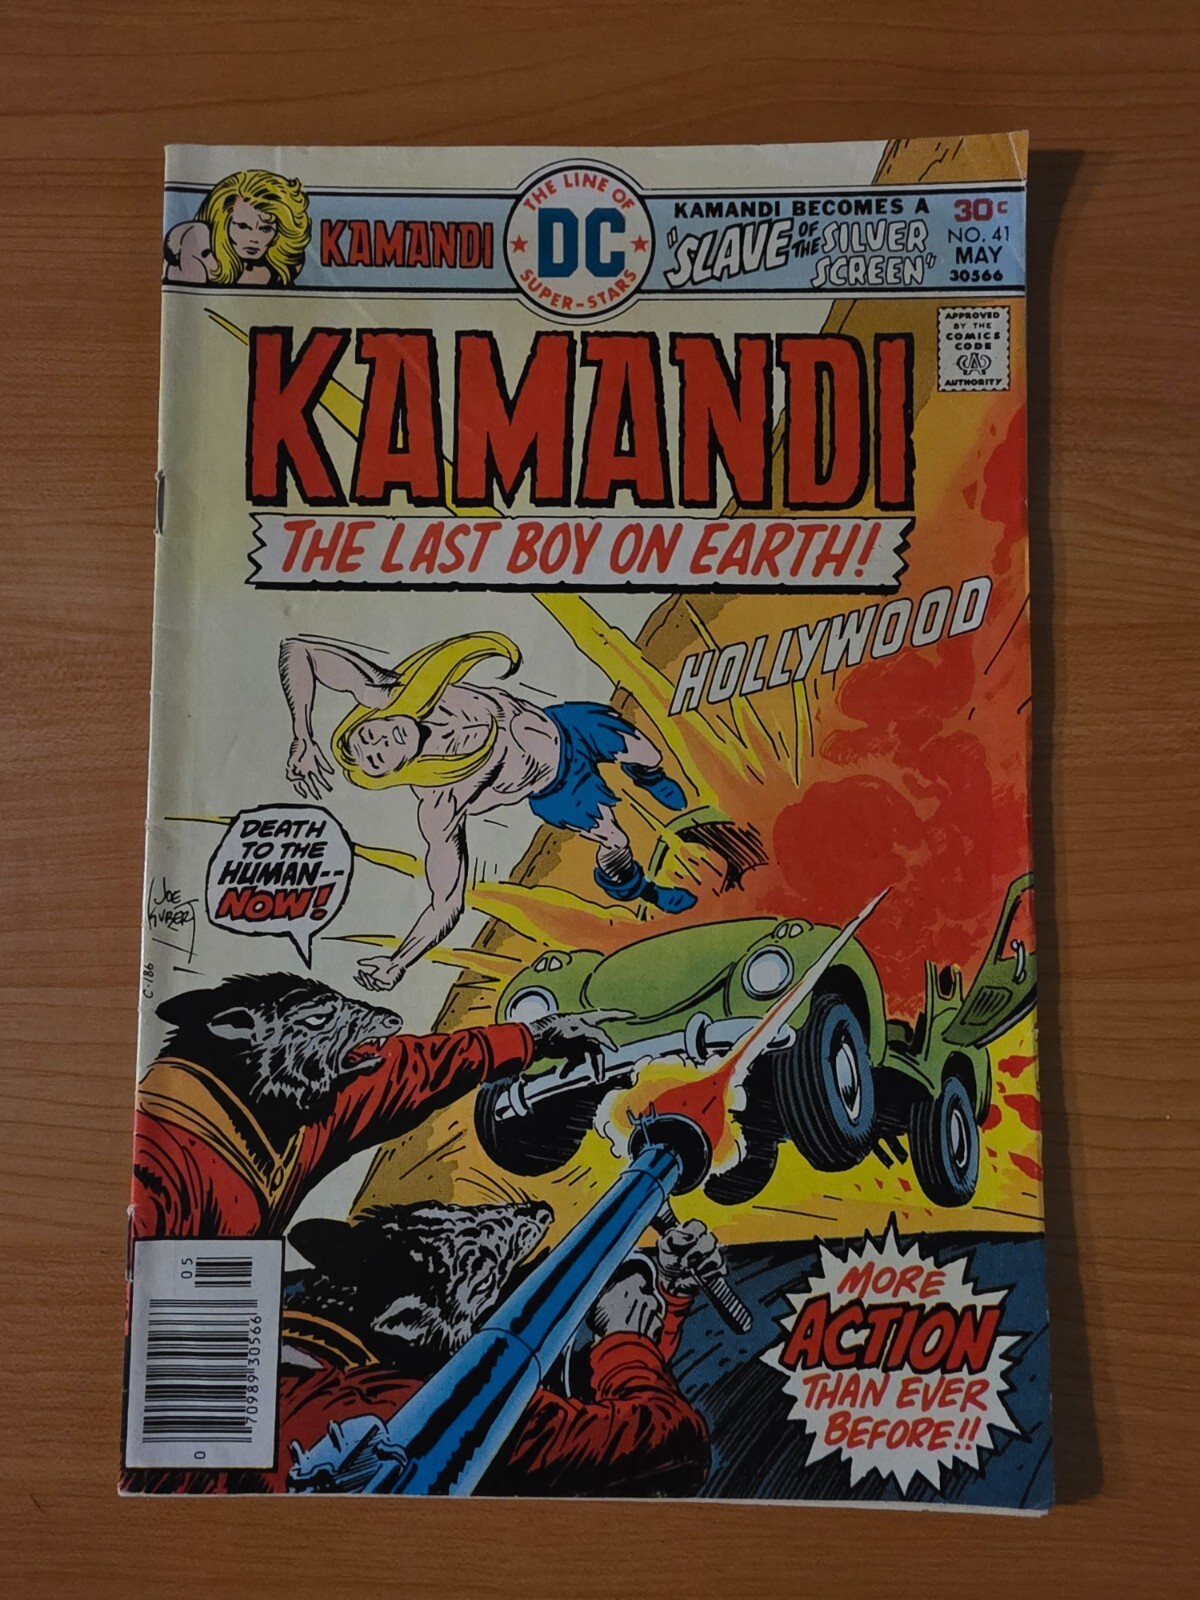 KAMANDI
THE LINE OF
DC
SUPER-STARS
KAMANDI BECOMES A
"SLAVE OF THE SILVER
SCREEN"
30¢
NO. 41
MAY
30566
APPROVED
BY THE
COMICS
CODE
CA
AUTHORITY
KAMANDI
THE LAST BOY ON EARTH!
HOLLYWOOD
DEATH
TO THE
HUMAN--
NOW!
JOE
KUBERT
C-186
MORE
ACTION
THAN EVER
BEFORE!!
05
0
70989 30566